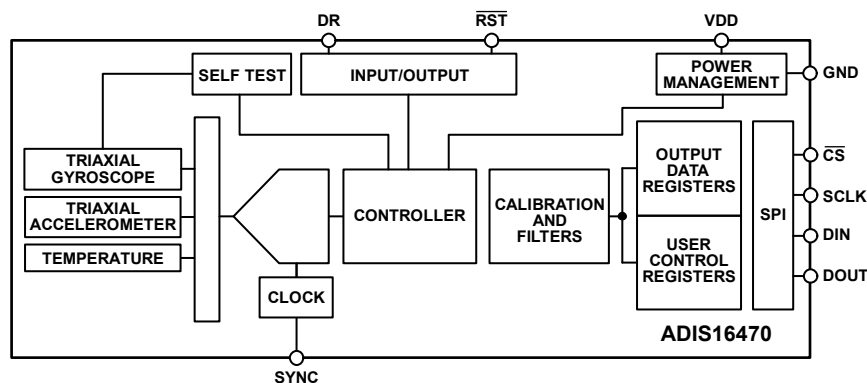 DR
RST
VDD
SELF TEST
INPUT/OUTPUT
POWER
MANAGEMENT
GND
TRIAXIAL
GYROSCOPE
TRIAXIAL
ACCELEROMETER
TEMPERATURE
CONTROLLER
CALIBRATION
AND
FILTERS
OUTPUT
DATA
REGISTERS
USER
CONTROL
REGISTERS
SPI
CS
SCLK
DIN
DOUT
CLOCK
ADIS16470
SYNC